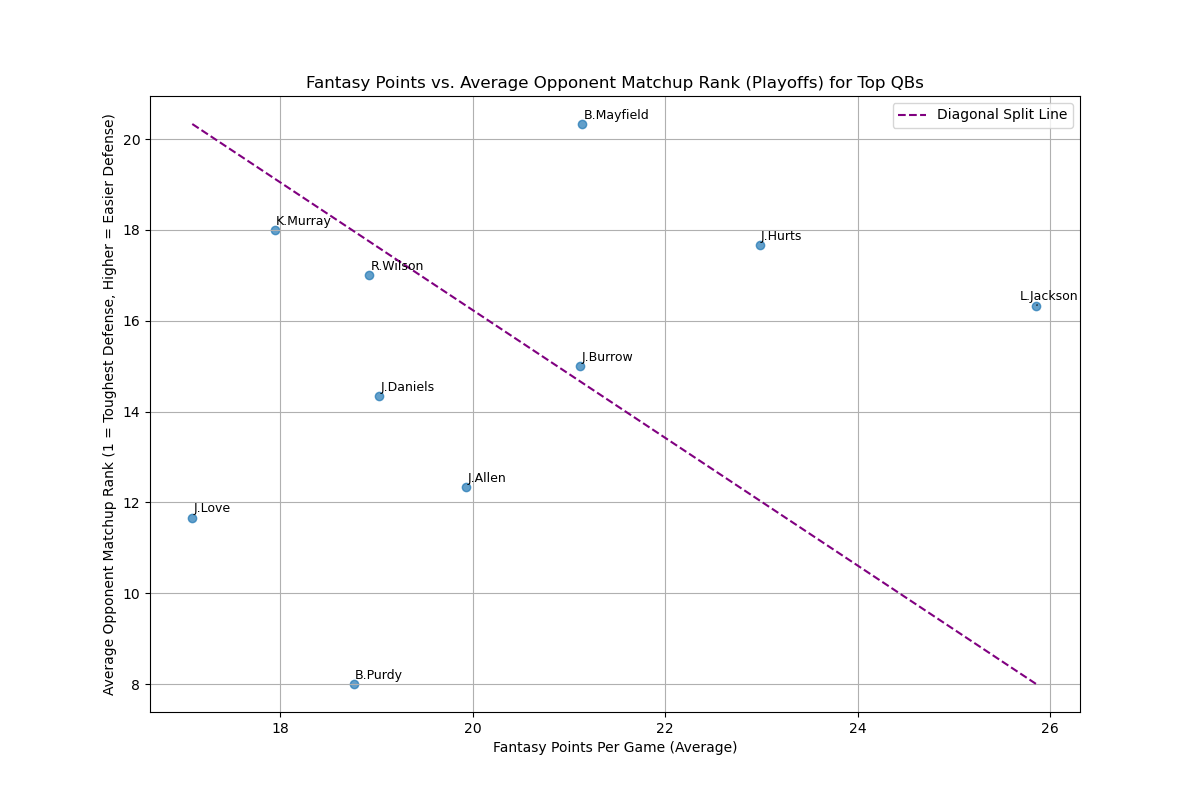 Fantasy Points vs. Average Opponent Matchup Rank (Playoffs) for Top QBs
Diagonal Split Line
Average Opponent Matchup Rank (1 = Toughest Defense, Higher = Easier Defense)
20
18
16
14
12
10
8
B.Mayfield
K.Murray
J.Hurts
R.Wilson
L.Jackson
J.Burrow
J.Daniels
J.Allen
J.Love
B.Purdy
18
20
22
24
26
Fantasy Points Per Game (Average)